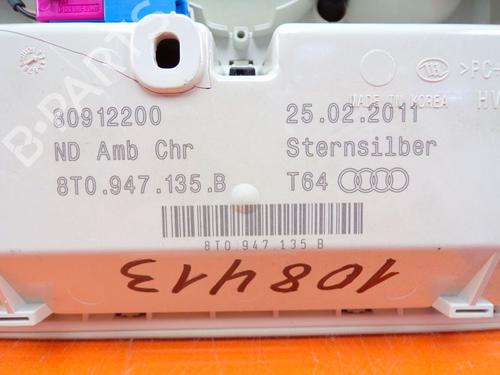 B-PARTS
>PC-
MADE IN KOREA
HV
80912200
25.02.2011
ND Amb Chr
Sternsilber
8T0.947.135.B
T64
8T0 947 135 B
108413